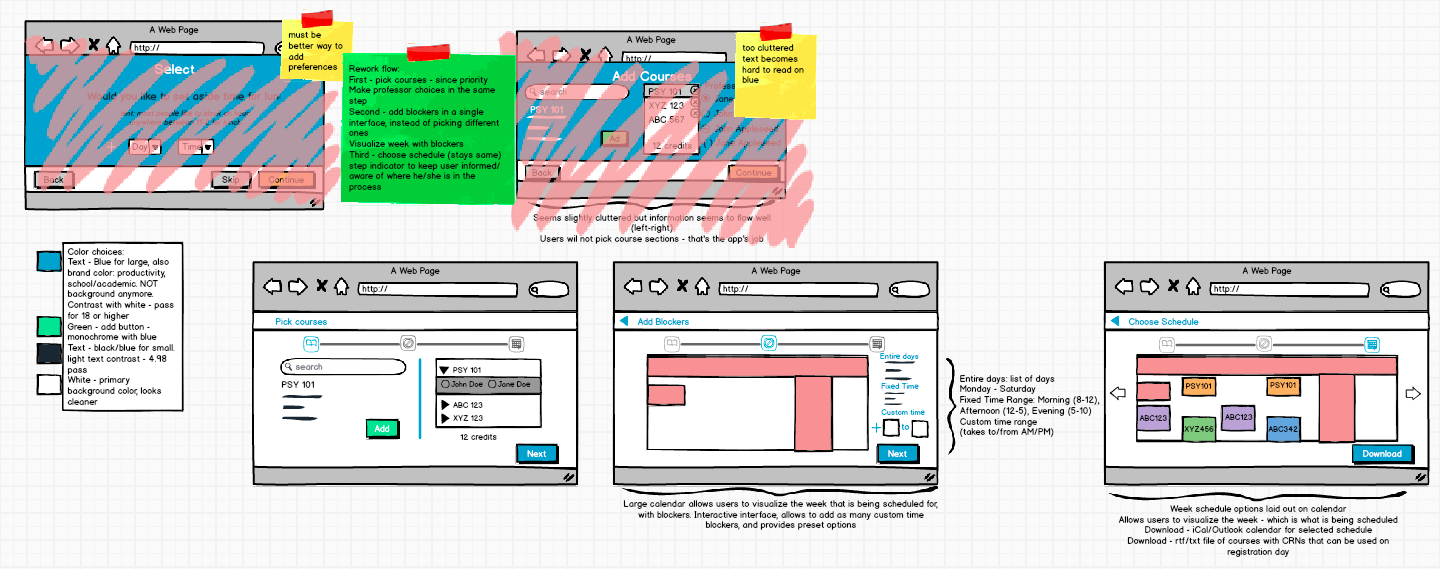 A Web Page
http://
Select
Would you like to set aside time for lunch
Day
Time
Back
Skip
Continue
must be
better way to
add
preferences
Rework flow:
First - pick courses - since priority
Make professor choices in the same
step
Second - add blockers in a single
interface, instead of picking different
ones
Visualize week with blockers
Third - choose schedule (stays same)
step indicator to keep user informed/
aware of where he/she is in the
process
A Web Page
http://
Add Courses
search
PSY 101
Ad
PSY 101
XYZ 123
ABC 567
12 credits
John Appleseed
Back
Continue
too cluttered
text becomes
hard to read on
blue
Seems slightly cluttered but information seems to flow well
(left-right)
Users wil not pick course sections - that's the app's job
Color choices:
Text - Blue for large, also
brand color: productivity,
school/academic. NOT
background anymore.
Contrast with white - pass
for 18 or higher
Green - add button -
monochrome with blue
Text - black/blue for small.
light text contrast - 4.98
pass
White - primary
background color, looks
cleaner
A Web Page
http://
Pick courses
search
PSY 101
Add
PSY 101
John Doe
Jane Doe
ABC 123
XYZ 123
12 credits
Next
A Web Page
http://
Add Blockers
Entire days
Fixed Time
Custom time
+
to
Next
Entire days: list of days
Monday - Saturday
Fixed Time Range: Morning (8-12),
Afternoon (12-5), Evening (5-10)
Custom time range
(takes to/from AM/PM)
Large calendar allows users to visualize the week that is being scheduled for,
with blockers. Interactive interface, allows to add as many custom time
blockers, and provides preset options
A Web Page
http://
Choose Schedule
PSY101
PSY101
ABC123
XYZ456
ABC123
ABC342
Download
Week schedule options laid out on calendar
Allows users to visualize the week - which is what is being scheduled
Download - iCal/Outlook calendar for selected schedule
Download - rtf/txt file of courses with CRNs that can be used on
registration day